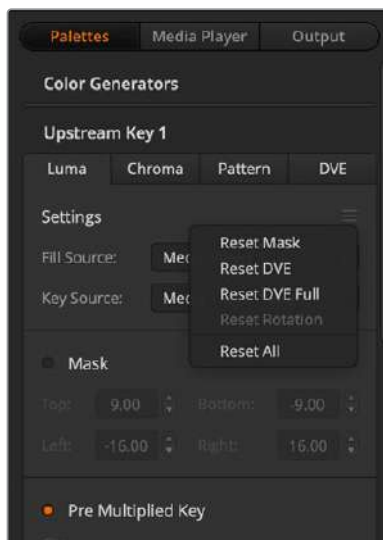 Palettes Media Player Output
Color Generators
Upstream Key 1
Luma Chroma Pattern DVE
Settings
Reset Mask
Fill Source: Med
Reset DVE
Reset DVE Full
Key Source: Med
Reset Rotation
Reset All
Mask
Top: 9.00 Bottom: -9.00
Left: -16.00 Right: 16.00
Pre Multiplied Key